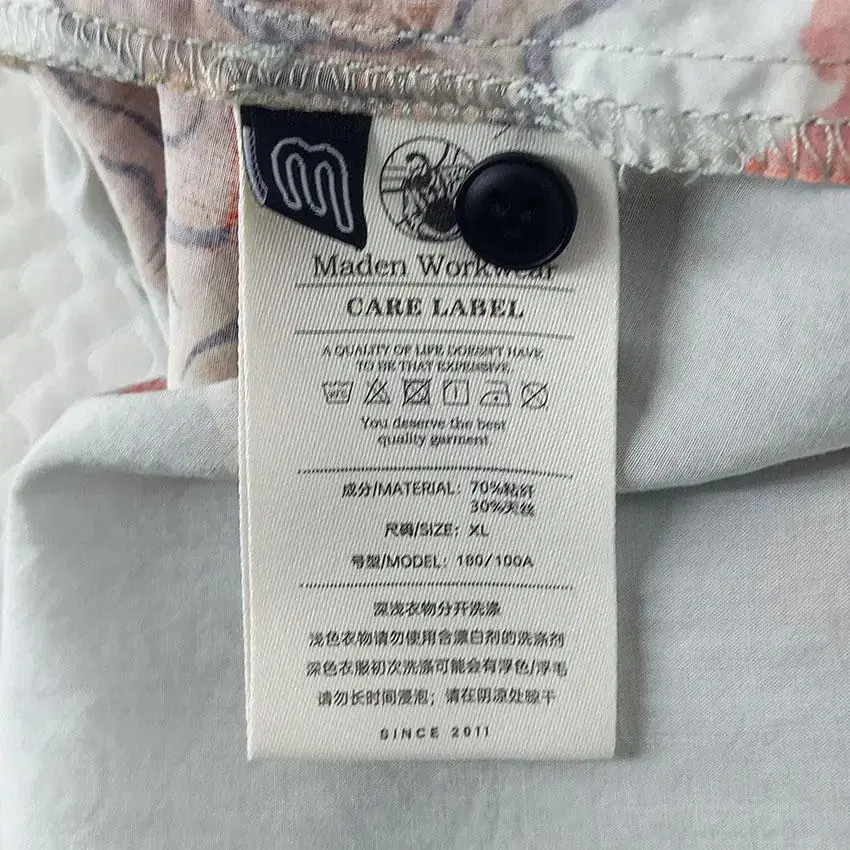 m
Maden Workwear
CARE LABEL
A QUALITY OF LIFE DOESN'T HAVE
TO BE THAT EXPENSIVE.
You deserve the best
quality garment.
成分/MATERIAL: 70%粘纤
30%天丝
尺码/SIZE: XL
号型/MODEL: 180/100A
深浅衣物分开洗涤
浅色衣物请勿使用含漂白剂的洗涤剂
深色衣服初次洗涤可能会有浮色/浮毛
请勿长时间浸泡; 请在阴凉处晾干
SINCE 2011